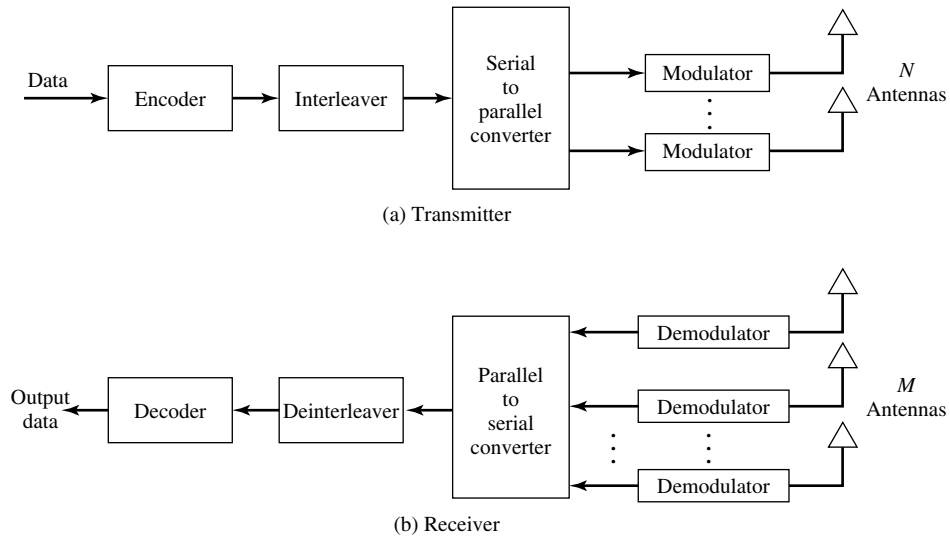 Data
Encoder
Interleaver
Serial
to
parallel
converter
Modulator
Modulator
N
Antennas
(a) Transmitter
Output
data
Decoder
Deinterleaver
Parallel
to
serial
converter
Demodulator
Demodulator
Demodulator
M
Antennas
(b) Receiver